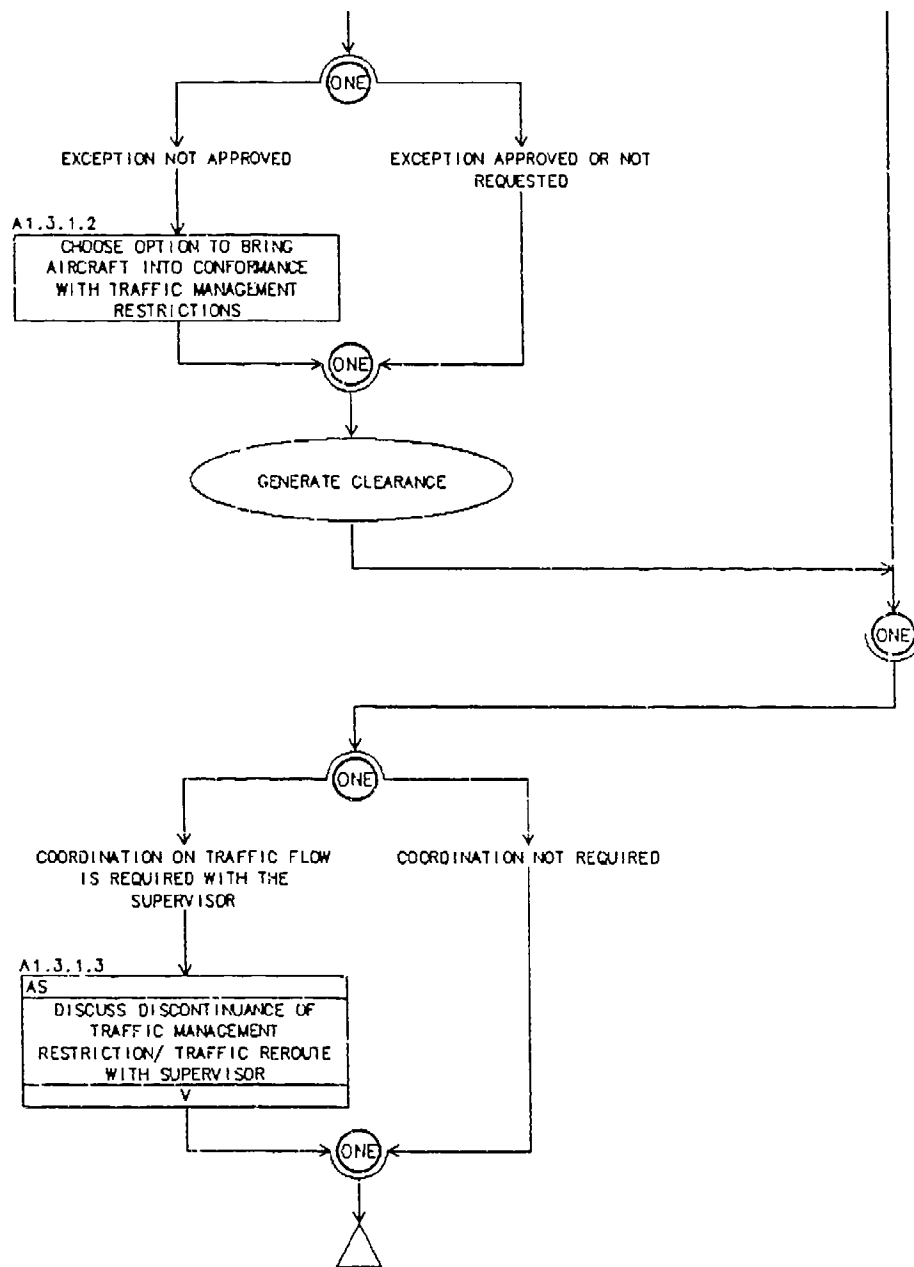 ONE
EXCEPTION NOT APPROVED
EXCEPTION APPROVED OR NOT
REQUESTED
A1.3.1.2
CHOOSE OPTION TO BRING
AIRCRAFT INTO CONFORMANCE
WITH TRAFFIC MANAGEMENT
RESTRICTIONS
ONE
GENERATE CLEARANCE
ONE
ONE
COORDINATION ON TRAFFIC FLOW
IS REQUIRED WITH THE
SUPERVISOR
COORDINATION NOT REQUIRED
A1.3.1.3
AS
DISCUSS DISCONTINUANCE OF
TRAFFIC MANAGEMENT
RESTRICTION/ TRAFFIC REROUTE
WITH SUPERVISOR
V
ONE